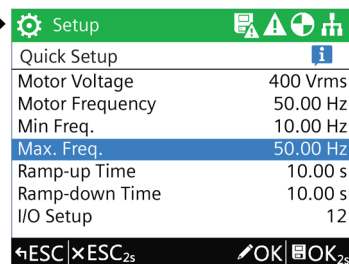 Setup
Quick Setup
Motor Voltage 400 Vrms
Motor Frequency 50.00 Hz
Min Freq. 10.00 Hz
Max. Freq. 50.00 Hz
Ramp-up Time 10.00 s
Ramp-down Time 10.00 s
I/O Setup 12
ESC ESC2s OK OK2s